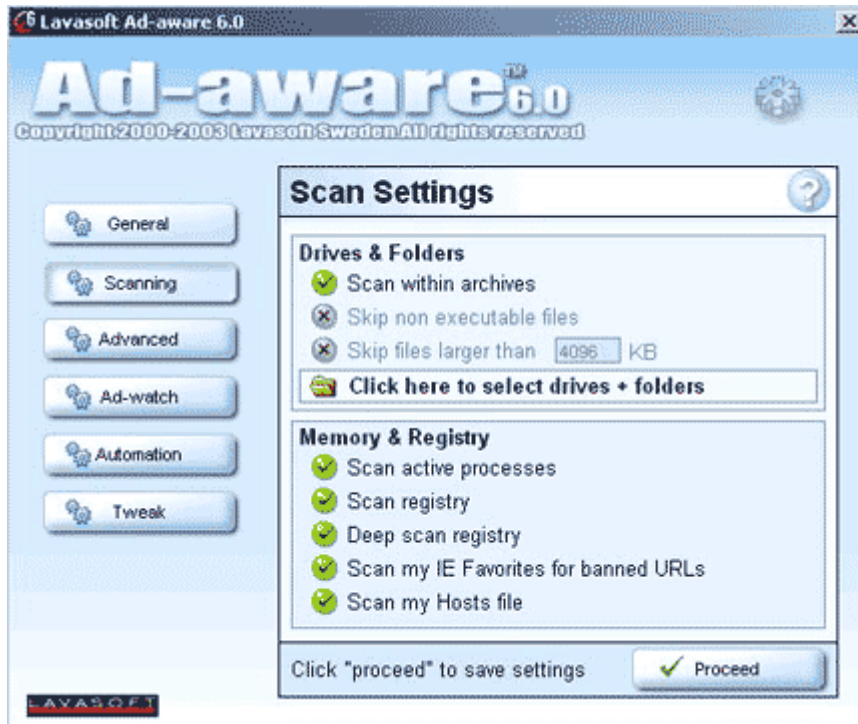 Lavasoft Ad-aware 6.0
Ad-aware™ 6.0
Copyright 2000-2003 Lavasoft Sweden All rights reserved
General
Scanning
Advanced
Ad-watch
Automation
Tweak
Scan Settings
?
Drives & Folders
Scan within archives
Skip non executable files
Skip files larger than 4096 KB
Click here to select drives + folders
Memory & Registry
Scan active processes
Scan registry
Deep scan registry
Scan my IE Favorites for banned URLs
Scan my Hosts file
Click "proceed" to save settings
Proceed
LAVASOFT